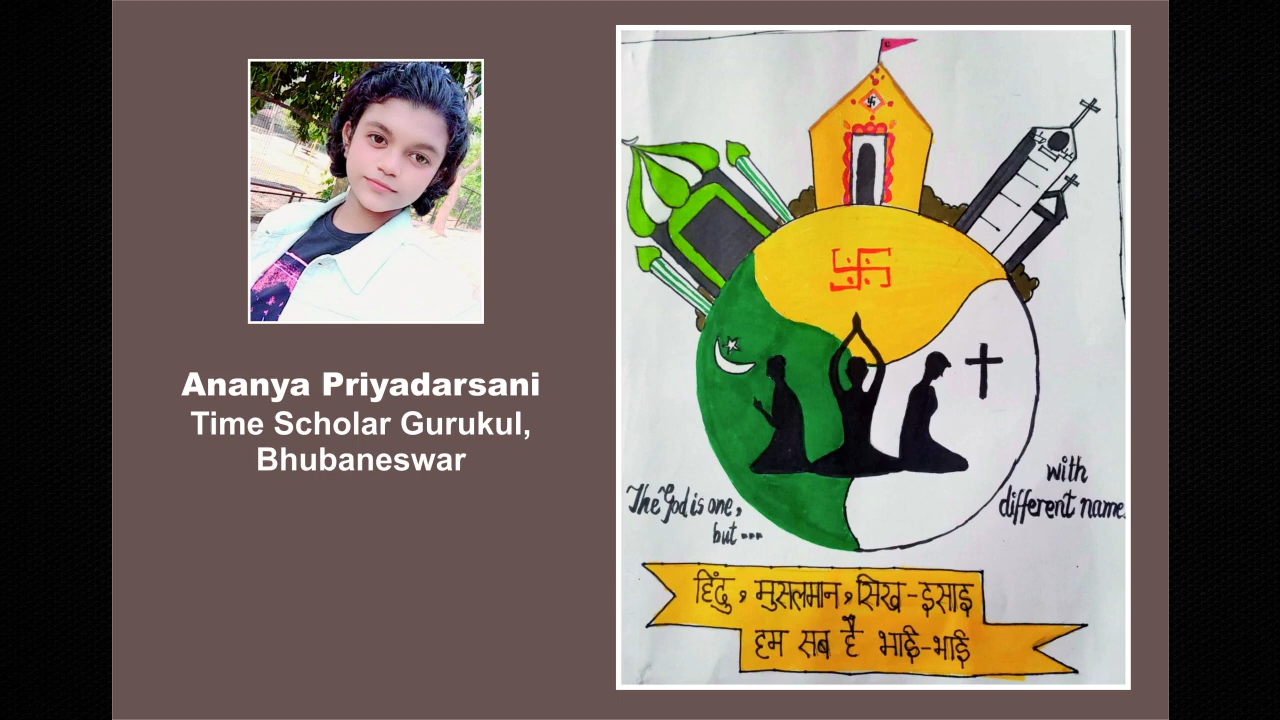 Ananya Priyadarsani
Time Scholar Gurukul,
Bhubaneswar
The God is one,
but ---
with
different name.
हिंदु, मुसलमान, सिख-इसाइ
हम सब है भाई-भाई